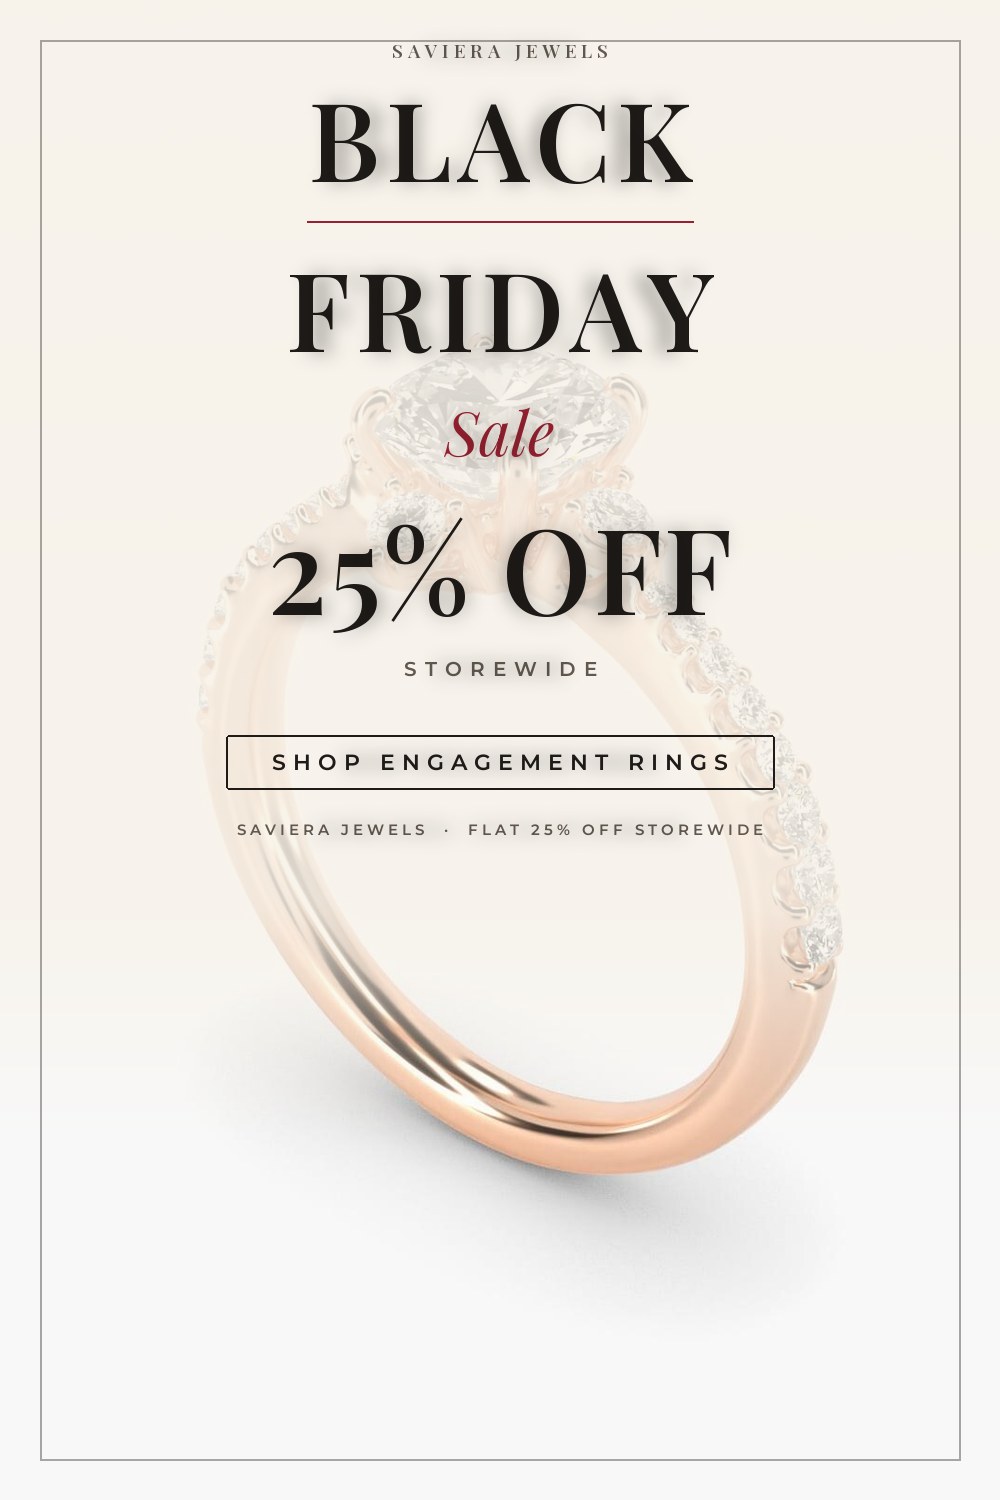 SAVIERA JEWELS
BLACK
FRIDAY
Sale
25% OFF
STOREWIDE
SHOP ENGAGEMENT RINGS
SAVIERA JEWELS · FLAT 25% OFF STOREWIDE